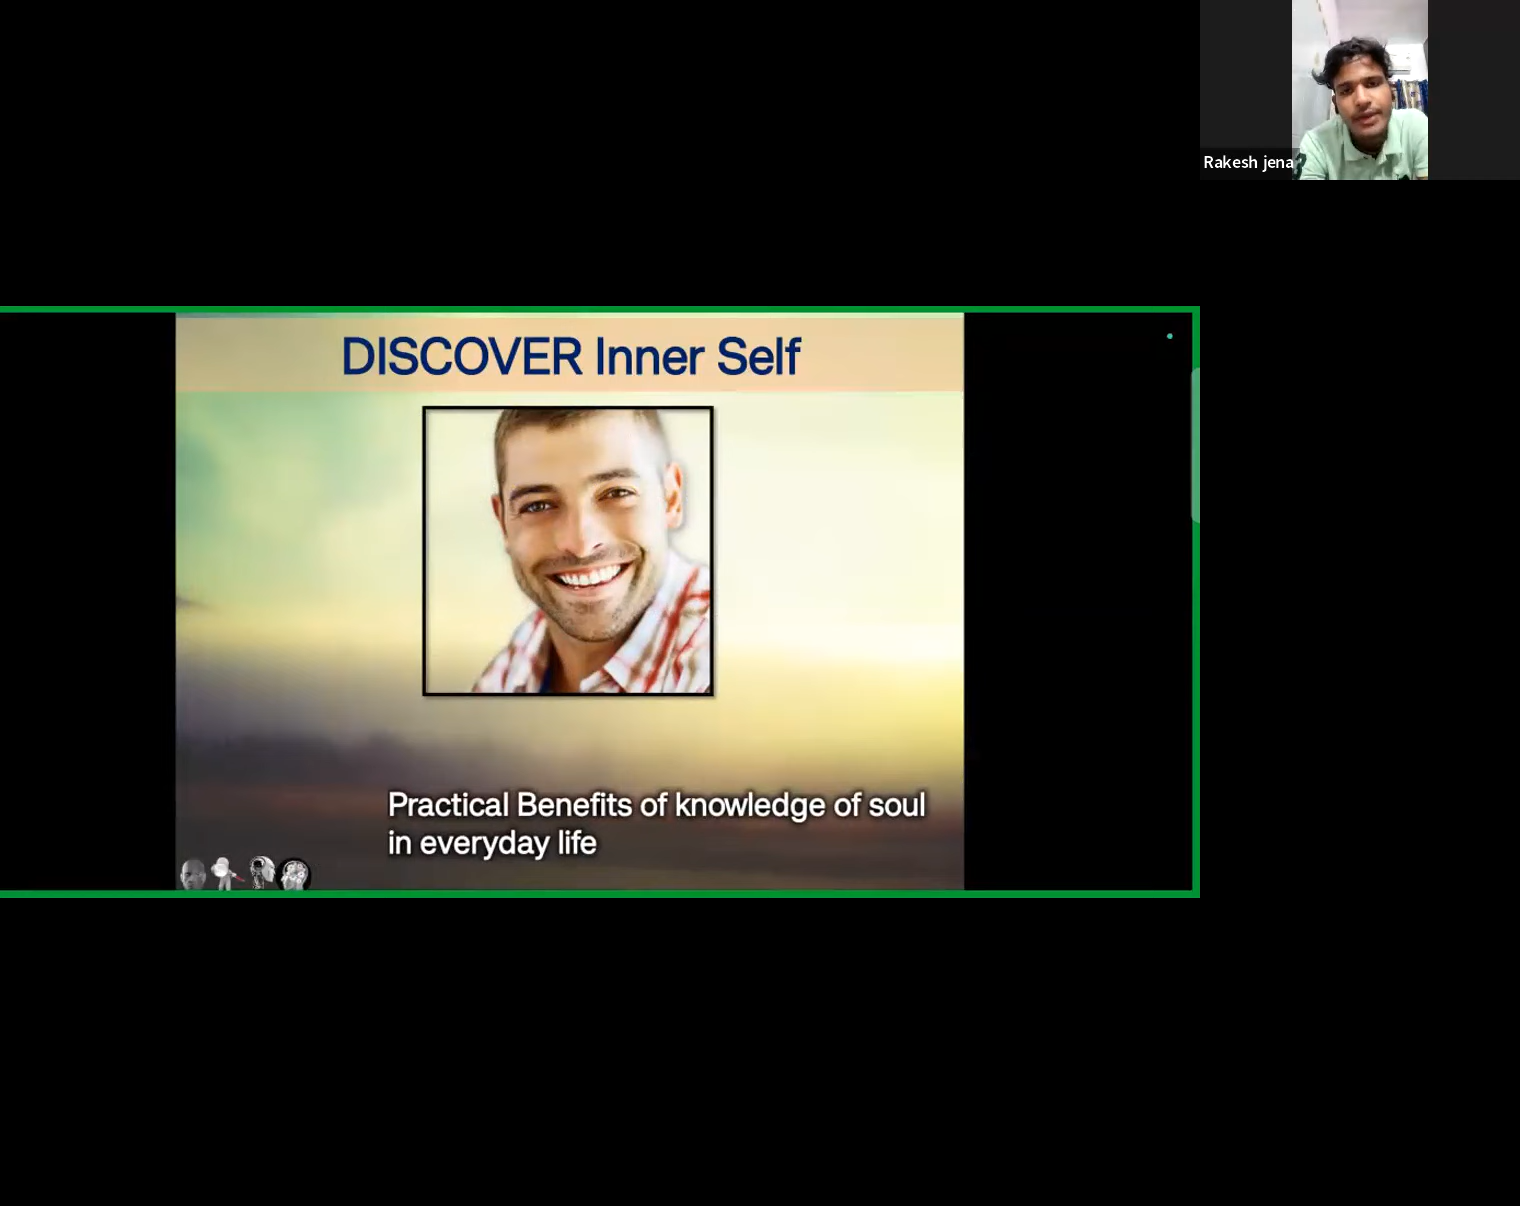 Rakesh jena
DISCOVER Inner Self
Practical Benefits of knowledge of soul
in everyday life